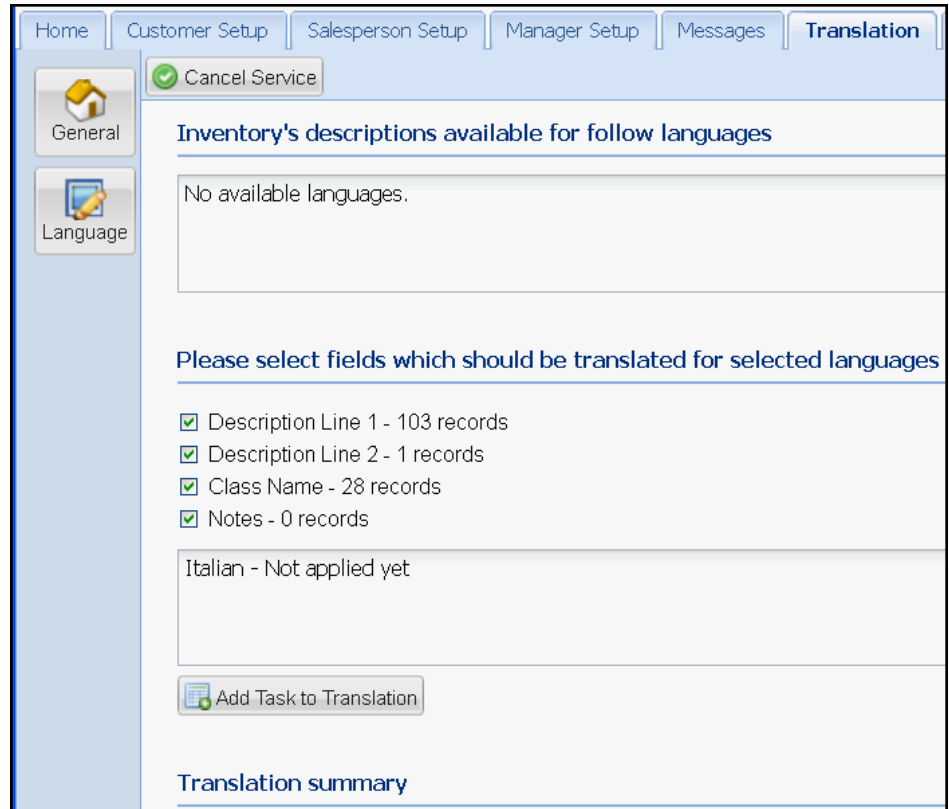 Home
Customer Setup
Salesperson Setup
Manager Setup
Messages
Translation
General
Language
Cancel Service
Inventory's descriptions available for follow languages
No available languages.
Please select fields which should be translated for selected languages
Description Line 1 - 103 records
Description Line 2 - 1 records
Class Name - 28 records
Notes - 0 records
Italian - Not applied yet
Add Task to Translation
Translation summary